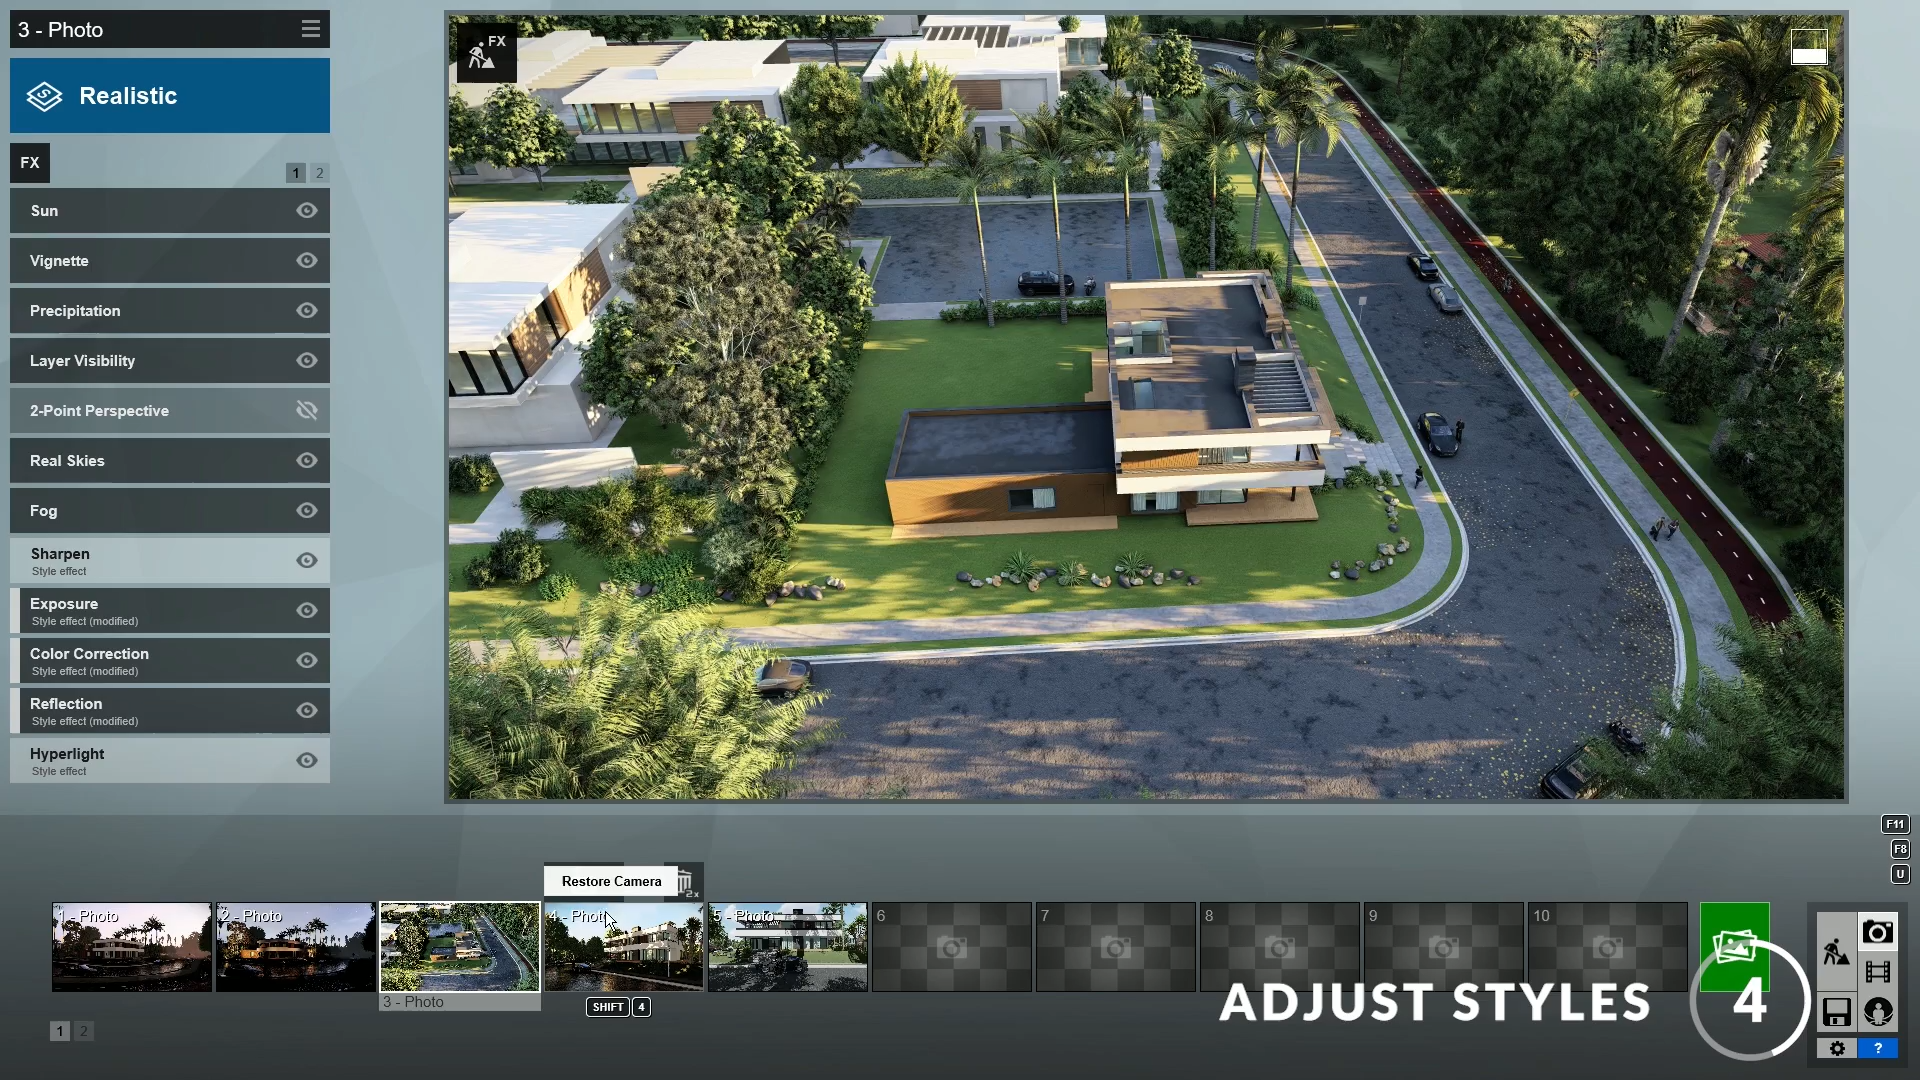 3 - Photo
Realistic
FX
1 2
Sun
Vignette
Precipitation
Layer Visibility
2-Point Perspective
Real Skies
Fog
Sharpen
Style effect
Exposure
Style effect (modified)
Color Correction
Style effect (modified)
Reflection
Style effect (modified)
Hyperlight
Style effect
FX
F11
F8
U
Restore Camera
2x
1 - Photo
2 - Photo
4 - Photo
5 - Photo
6
7
8
9
10
3 - Photo
SHIFT 4
1 2
ADJUST STYLES
4
?